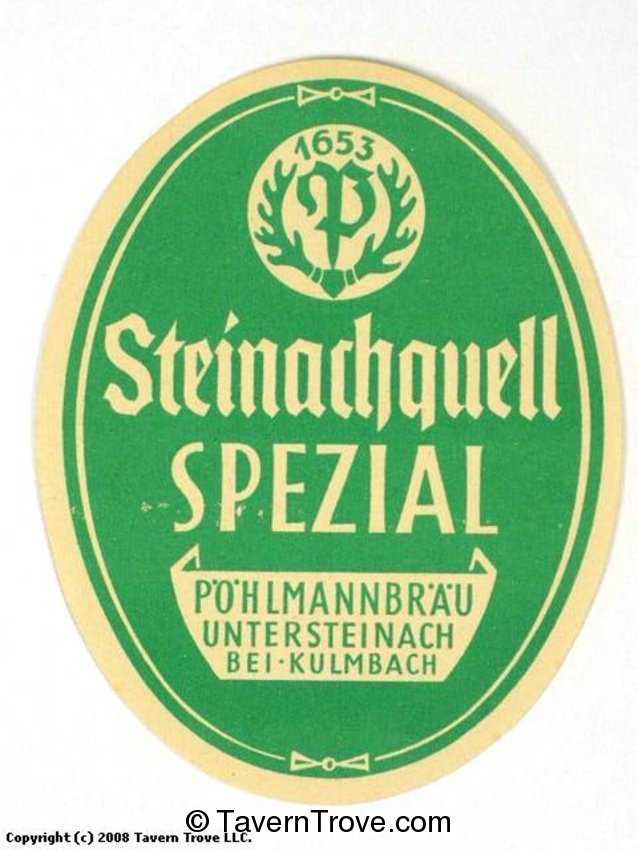 1653
P
Steinachquell
SPEZIAL
PÖHLMANNBRÄU
UNTERSTEINACH
BEI·KULMBACH
© TavernTrove.com
Copyright (c) 2008 Tavern Trove LLC.